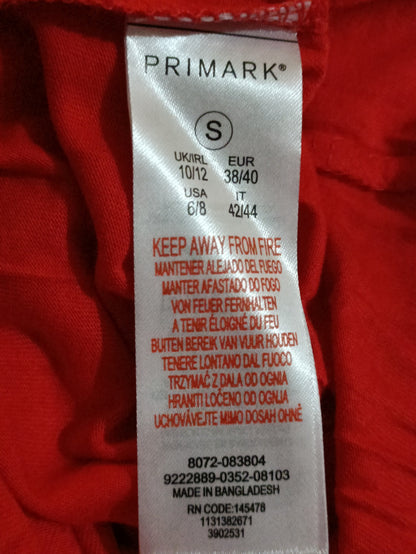 PRIMARK®
S
UK/IRL EUR
10/12 38/40
USA IT
6/8 42/44
KEEP AWAY FROM FIRE
MANTENER ALEJADO DEL FUEGO
MANTER AFASTADO DO FOGO
VON FEUER FERNHALTEN
A TENIR ÉLOIGNÉ DU FEU
BUITEN BEREIK VAN VUUR HOUDEN
TENERE LONTANO DAL FUOCO
TRZYMAĆ Z DALA OD OGNIA
HRANITI LOČENO OD OGNJA
UCHOVÁVEJTE MIMO DOSAH OHNĚ
8072-083804
9222889-0352-08103
MADE IN BANGLADESH
RN CODE:145478
1131382671
3902531